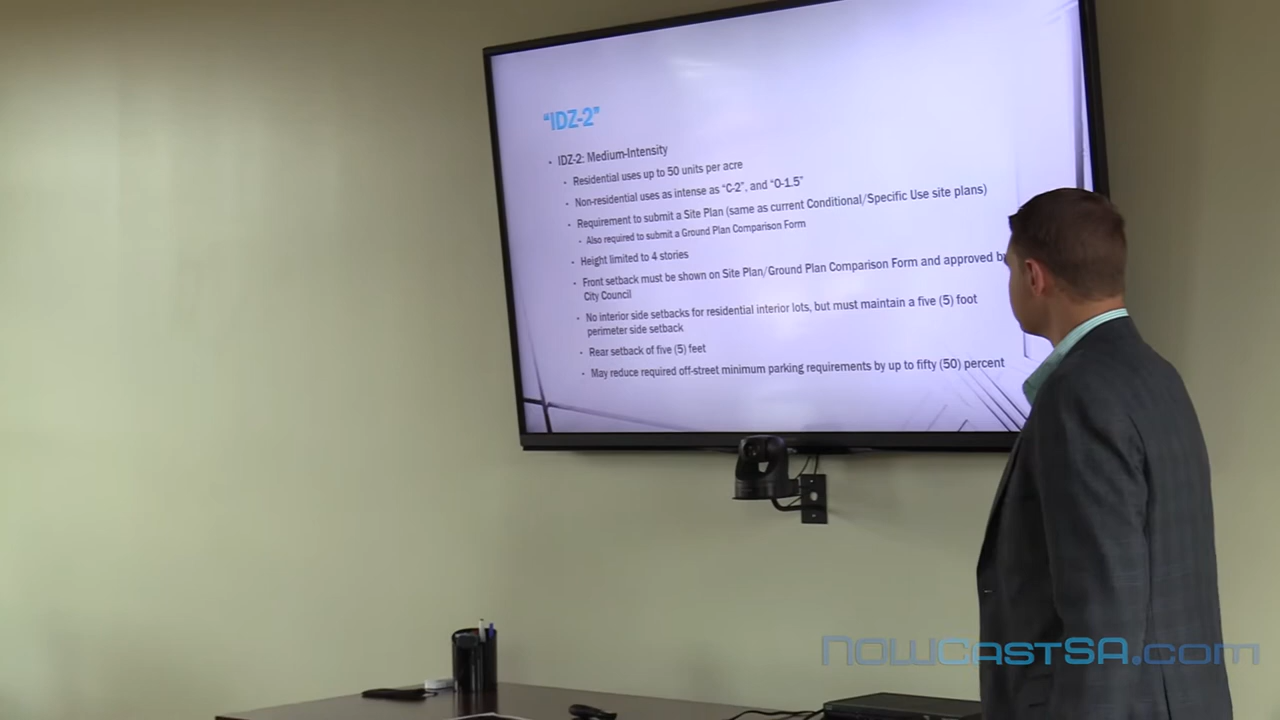 “IDZ-2”
• IDZ-2: Medium-Intensity
• Residential uses up to 50 units per acre
• Non-residential uses as intense as “C-2”, and “O-1.5”
• Requirement to submit a Site Plan (same as current Conditional/Specific Use site plans)
• Also required to submit a Ground Plan Comparison Form
• Height limited to 4 stories
• Front setback must be shown on Site Plan/Ground Plan Comparison Form and approved by
City Council
• No interior side setbacks for residential interior lots, but must maintain a five (5) foot
perimeter side setback
• Rear setback of five (5) feet
• May reduce required off-street minimum parking requirements by up to fifty (50) percent
NOWCastSA.com